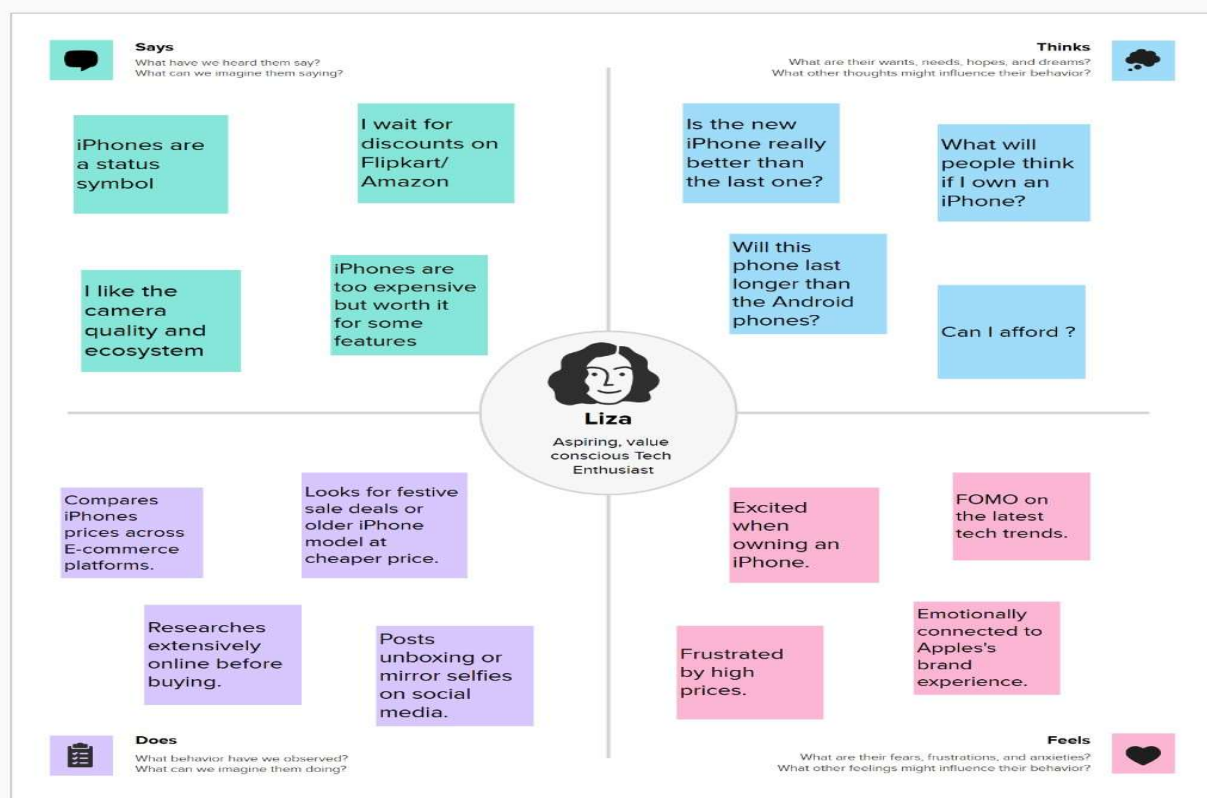 Says
What have we heard them say?
What can we imagine them saying?
iPhones are
a status
symbol
I wait for
discounts on
Flipkart/
Amazon
I like the
camera
quality and
ecosystem
iPhones are
too expensive
but worth it
for some
features
Thinks
What are their wants, needs, hopes, and dreams?
What other thoughts might influence their behavior?
Is the new
iPhone really
better than
the last one?
What will
people think
if I own an
iPhone?
Will this
phone last
longer than
the Android
phones?
Can I afford ?
Liza
Aspiring, value
conscious Tech
Enthusiast
Compares
iPhones
prices across
E-commerce
platforms.
Looks for festive
sale deals or
older iPhone
model at
cheaper price.
Researches
extensively
online before
buying.
Posts
unboxing or
mirror selfies
on social
media.
Does
What behavior have we observed?
What can we imagine them doing?
Excited
when
owning an
iPhone.
FOMO on
the latest
tech trends.
Frustrated
by high
prices.
Emotionally
connected to
Apples's
brand
experience.
Feels
What are their fears, frustrations, and anxieties?
What other feelings might influence their behavior?